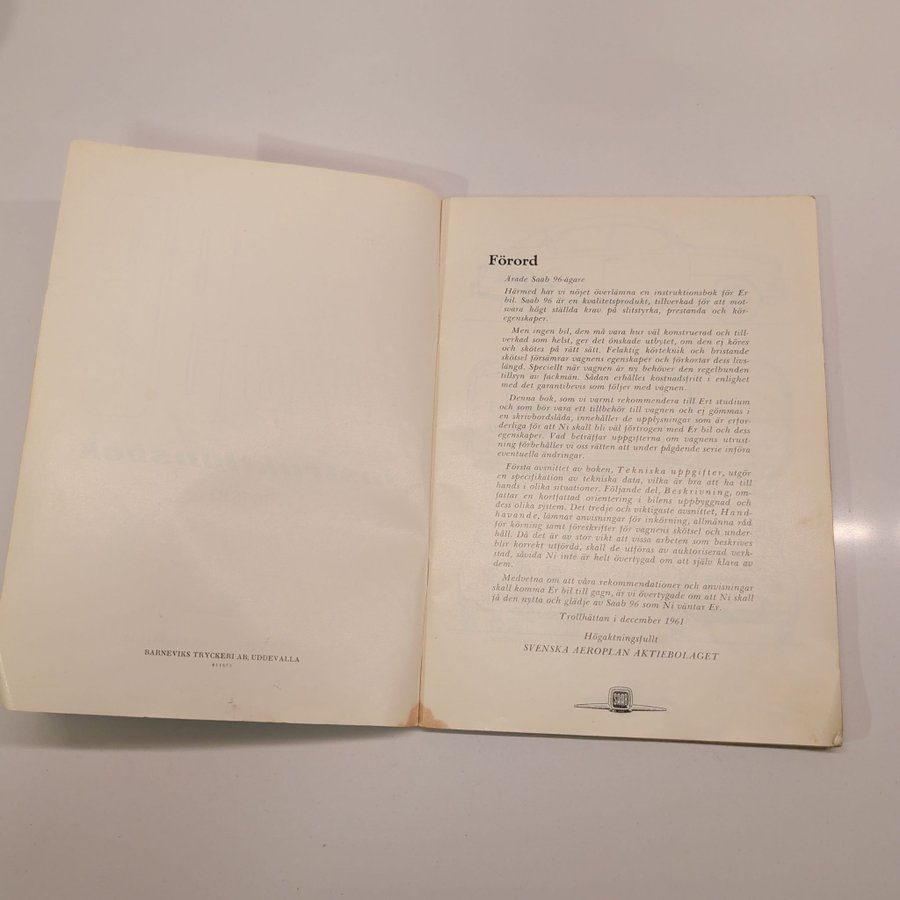 BARNEVIKS TRYCKERI AB, UDDEVALLA
Förord
Ärade Saab 96-ägare
Härmed har vi nöjet överlämna en instruktionsbok för Er
bil. Saab 96 är en kvalitetsprodukt, tillverkad för att mot-
svara högt ställda krav på slitstyrka, prestanda och kör-
egenskaper.
Men ingen bil, den må vara hur väl konstruerad och till-
verkad som helst, ger det önskade utbytet, om den ej köres
och skötes på rätt sätt. Felaktig körteknik och bristande
skötsel försämrar vagnens egenskaper och förkortar dess livs-
längd. Speciellt när vagnen är ny behöver den regelbunden
tillsyn av fackmän. Sådan erhålles kostnadsfritt i enlighet
med det garantibevis som följer med vagnen.
Denna bok, som vi varmt rekommendera till Ert studium
och som bör vara ett tillbehör till vagnen och ej gömmas i
en skrivbordslåda, innehåller de upplysningar som är erfor-
derliga för att Ni skall bli väl förtrogen med Er bil och dess
egenskaper. Vad beträffar uppgifterna om vagnens utrust-
ning förbehåller vi oss rätten att under pågående serie införa
eventuella ändringar.
Första avsnittet av boken, Tekniska uppgifter, utgör
en specifikation av tekniska data, vilka är bra att ha till
hands i olika situationer. Följande del, Beskrivning, om-
fattar en kortfattad orientering i bilens uppbyggnad och
dess olika system. Det tredje och viktigaste avsnittet, Hand-
havande, lämnar anvisningar för inkörning, allmänna råd
för körning samt föreskrifter för vagnens skötsel och under-
håll. Då det är av stor vikt att vissa arbeten som beskrives
blir korrekt utförda, skall de utföras av auktoriserad verk-
stad, såvida Ni inte är helt övertygad om att själv klara av
dem.
Medvetna om att våra rekommendationer och anvisningar
skall komma Er bil till gagn, är vi övertygade om att Ni skall
få den nytta och glädje av Saab 96 som Ni väntar Er.
Trollhättan i december 1961
Högaktningsfullt
SVENSKA AEROPLAN AKTIEBOLAGET
SAAB